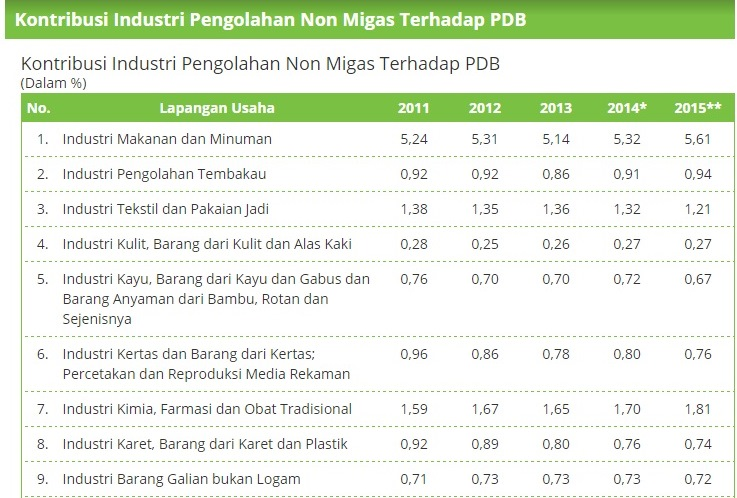 Kontribusi Industri Pengolahan Non Migas Terhadap PDB
Kontribusi Industri Pengolahan Non Migas Terhadap PDB
(Dalam %)
No. Lapangan Usaha 2011 2012 2013 2014* 2015**
1. Industri Makanan dan Minuman 5,24 5,31 5,14 5,32 5,61
2. Industri Pengolahan Tembakau 0,92 0,92 0,86 0,91 0,94
3. Industri Tekstil dan Pakaian Jadi 1,38 1,35 1,36 1,32 1,21
4. Industri Kulit, Barang dari Kulit dan Alas Kaki 0,28 0,25 0,26 0,27 0,27
5. Industri Kayu, Barang dari Kayu dan Gabus dan 0,76 0,70 0,70 0,72 0,67
Barang Anyaman dari Bambu, Rotan dan
Sejenisnya
6. Industri Kertas dan Barang dari Kertas; 0,96 0,86 0,78 0,80 0,76
Percetakan dan Reproduksi Media Rekaman
7. Industri Kimia, Farmasi dan Obat Tradisional 1,59 1,67 1,65 1,70 1,81
8. Industri Karet, Barang dari Karet dan Plastik 0,92 0,89 0,80 0,76 0,74
9. Industri Barang Galian bukan Logam 0,71 0,73 0,73 0,73 0,72